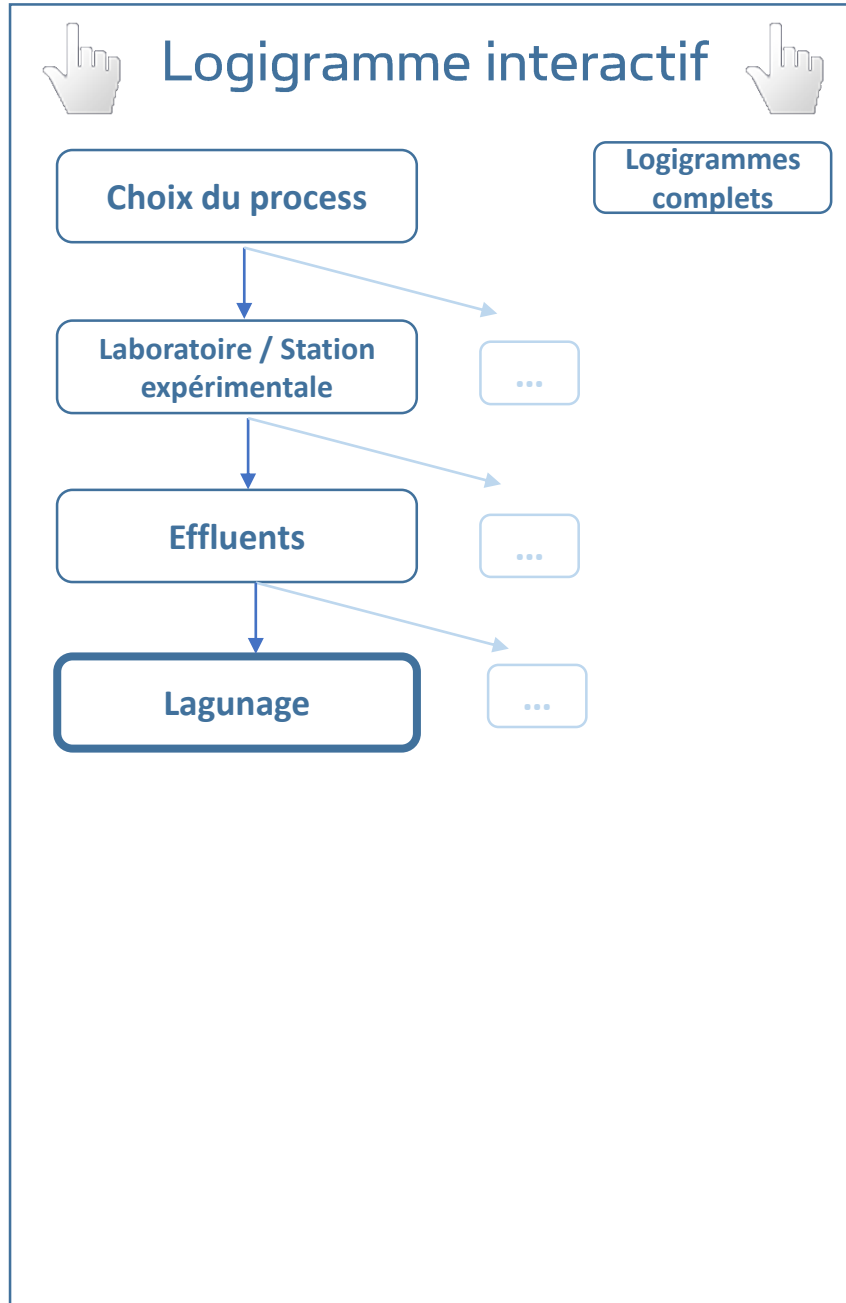 Logigramme interactif
Choix du process
Logigrammes
complets
Laboratoire / Station
expérimentale
...
Effluents
...
Lagunage
...